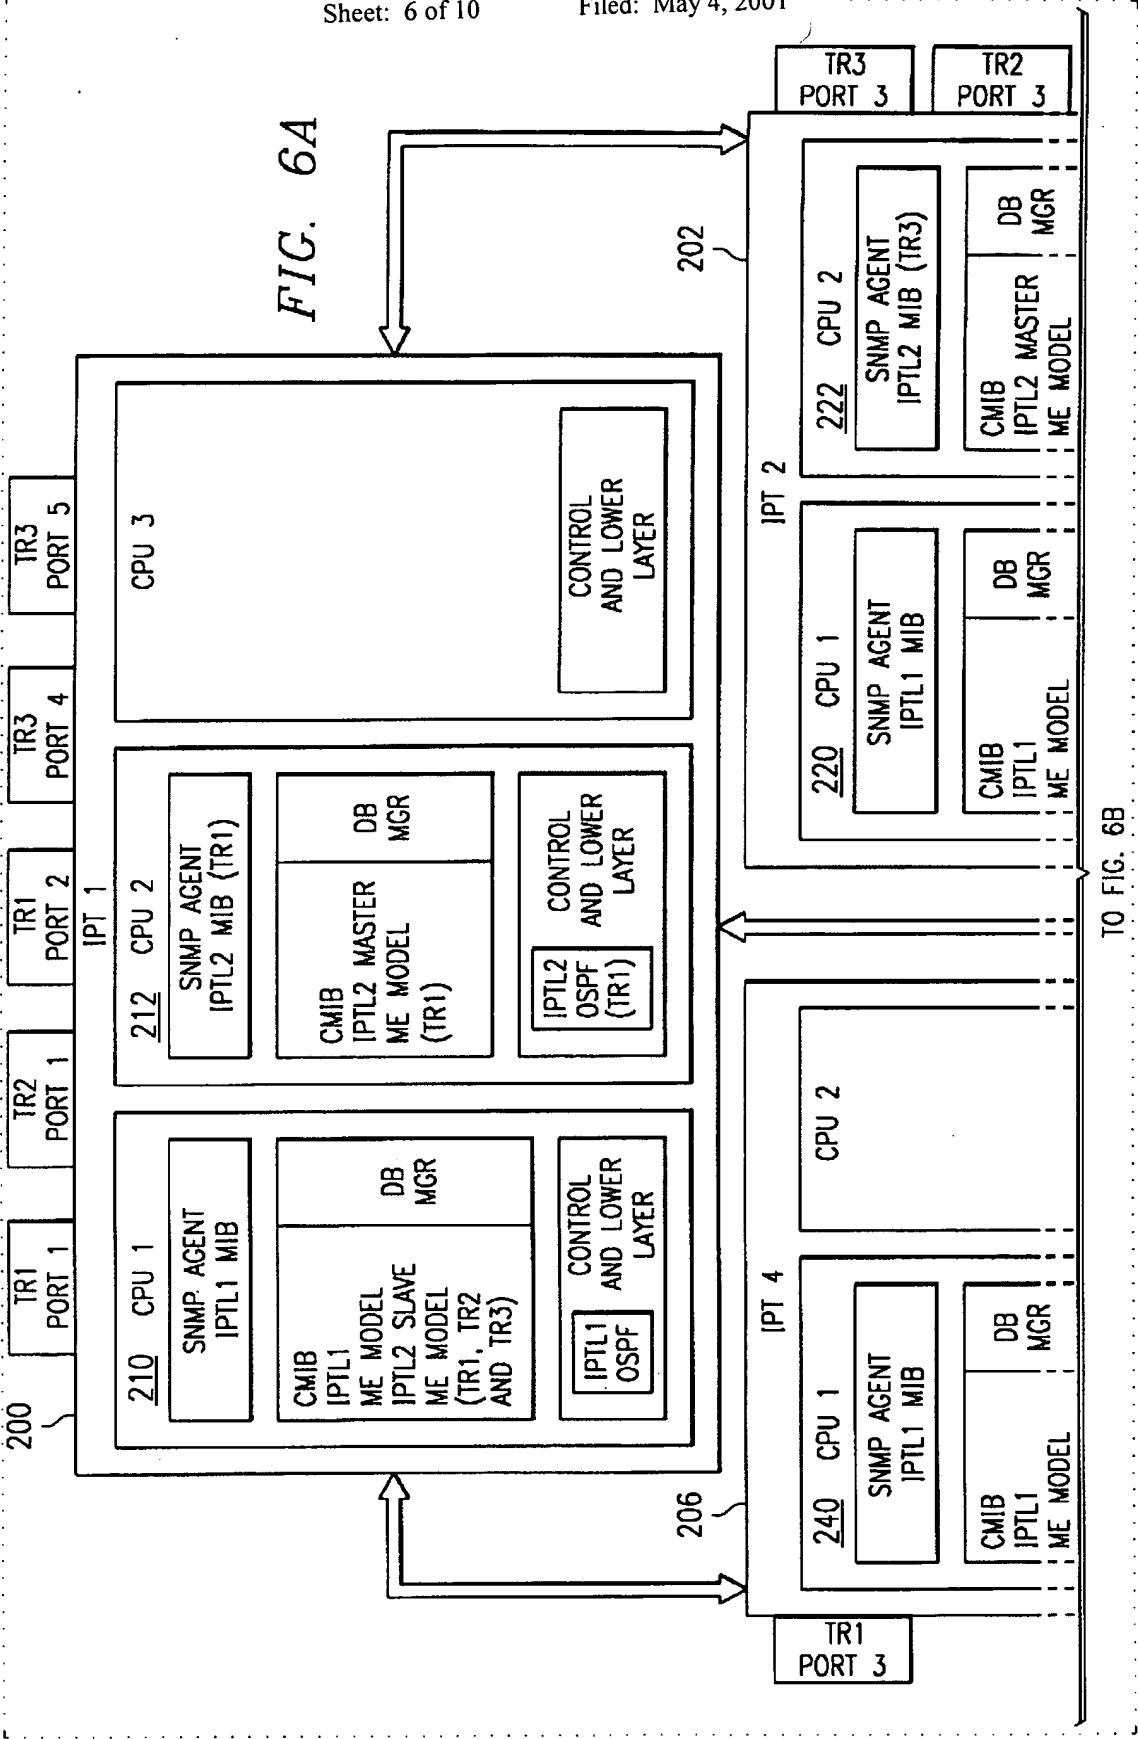 Sheet: 6 of 10
Filed: May 4, 2001
FIG. 6A
200
TR1
PORT 1
TR2
PORT 1
TR1
PORT 2
TR3
PORT 4
TR3
PORT 5
IPT 1
210 CPU 1
SNMP AGENT
IPTL1 MIB
CMIB
IPTL1
ME MODEL
IPTL2 SLAVE
ME MODEL
(TR1, TR2
AND TR3)
DB
MGR
CONTROL
AND LOWER
LAYER
IPTL1
OSPF
212 CPU 2
SNMP AGENT
IPTL2 MIB (TR1)
CMIB
IPTL2 MASTER
ME MODEL
(TR1)
DB
MGR
CONTROL
AND LOWER
LAYER
IPTL2
OSPF
(TR1)
CPU 3
CONTROL
AND LOWER
LAYER
206
TR1
PORT 3
IPT 4
240 CPU 1
SNMP AGENT
IPTL1 MIB
CMIB
IPTL1
ME MODEL
DB
MGR
CPU 2
202
IPT 2
220 CPU 1
SNMP AGENT
IPTL1 MIB
CMIB
IPTL1
ME MODEL
DB
MGR
222 CPU 2
SNMP AGENT
IPTL2 MIB (TR3)
CMIB
IPTL2 MASTER
ME MODEL
DB
MGR
TR3
PORT 3
TR2
PORT 3
TO FIG. 6B